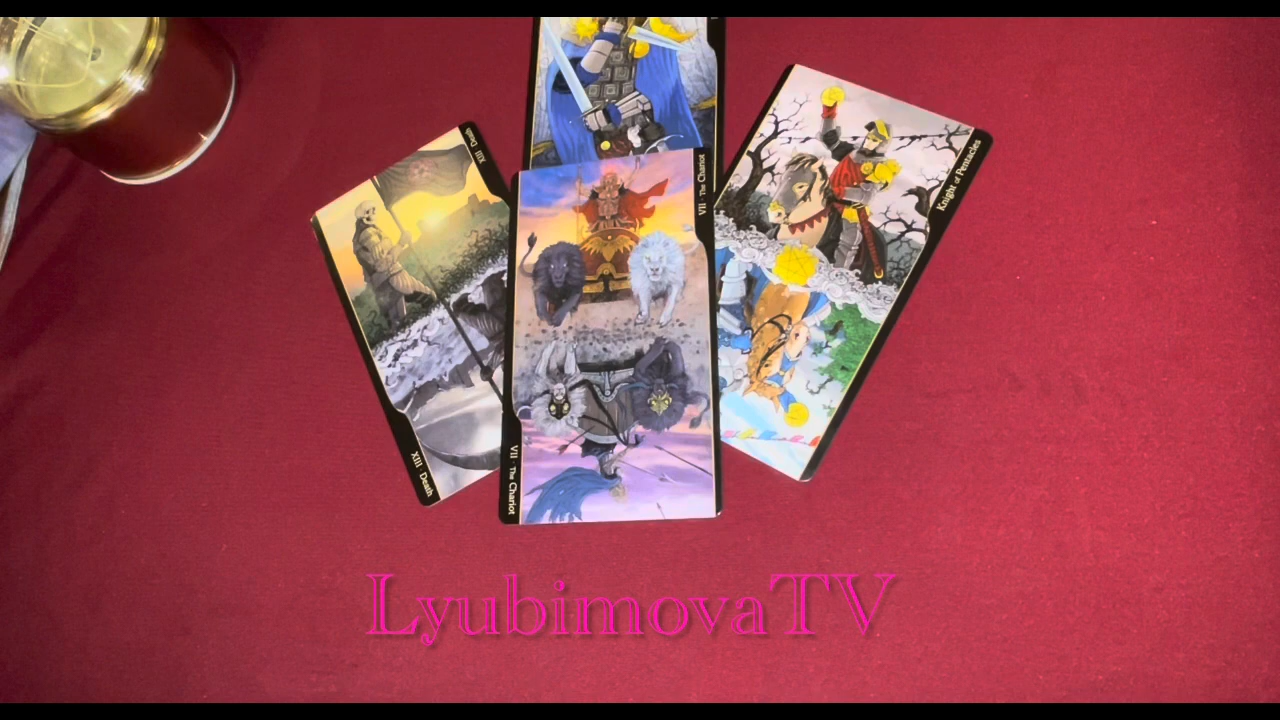 XIII Death
VII · The Chariot
Knight of Pentacles
XIII · Death
VII · The Chariot
LyubimovaTV